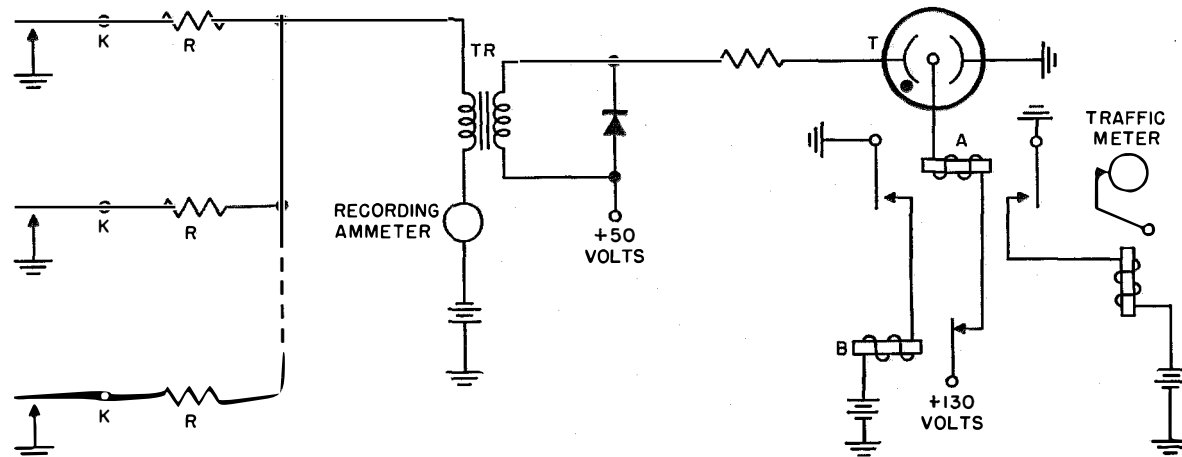 K
R
K
R
K
R
TR
RECORDING
AMMETER
+50
VOLTS
T
A
B
+130
VOLTS
TRAFFIC
METER